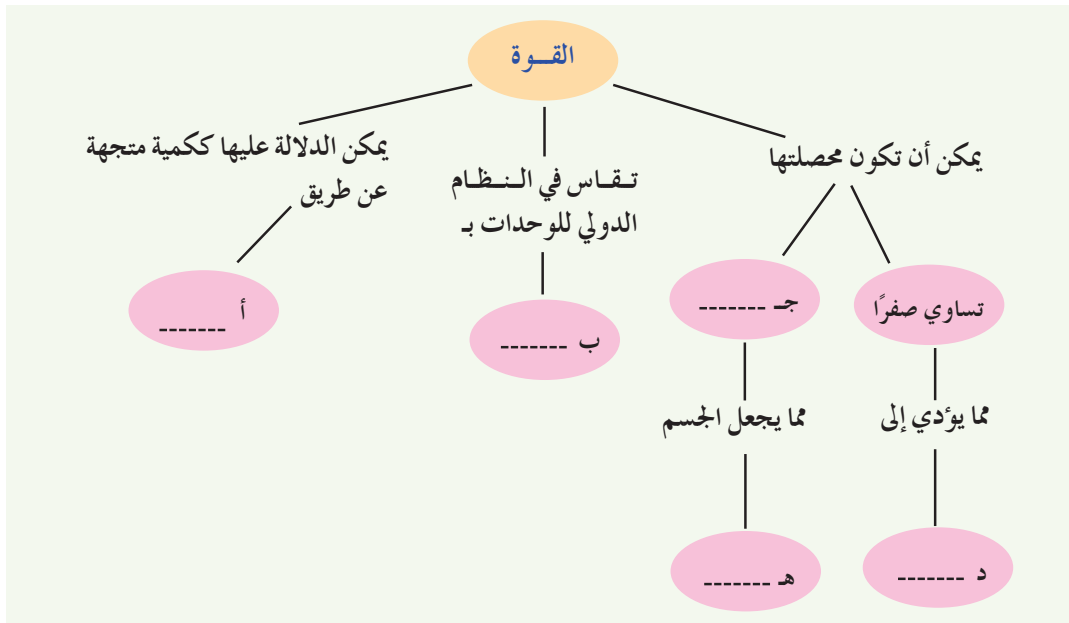 القــوة
يمكن أن تكون محصلتها
تساوي صفرًا
مما يؤدي إلى
د -------
جـ -------
مما يجعل الجسم
هـ -------
تـقـاس في الـنـظـام
الدولي للوحدات بـ
ب -------
يمكن الدلالة عليها ككمية متجهة
عن طريق
أ -------